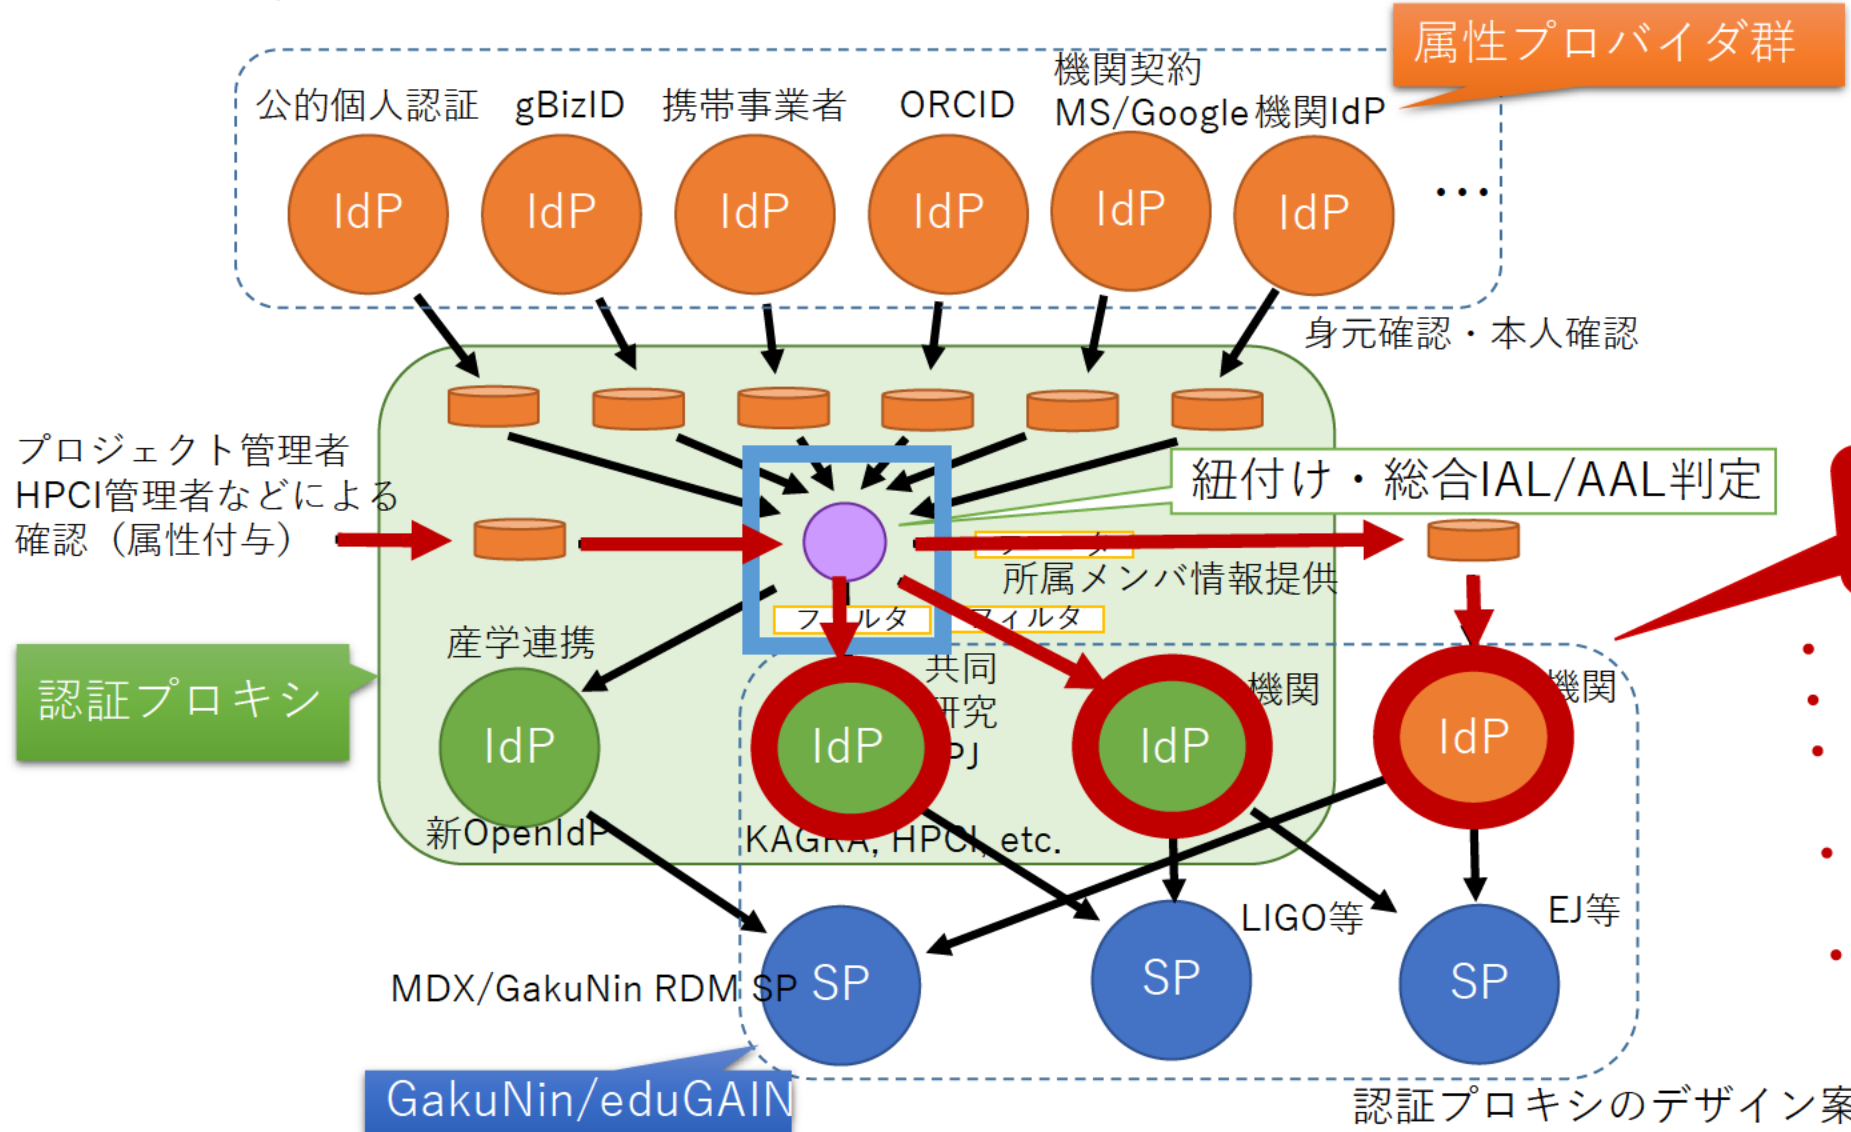 属性プロバイダ群
公的個人認証
gBizID
携帯事業者
ORCID
機関契約
MS/Google
機関IdP
IdP
IdP
IdP
IdP
IdP
IdP
...
身元確認・本人確認
プロジェクト管理者
HPCI管理者などによる
確認（属性付与）
紐付け・総合IAL/AAL判定
所属メンバ情報提供
フィルタ
フィルタ
認証プロキシ
産学連携
IdP
新OpenIdP
共同
研究
PJ
IdP
KAGRA, HPCI, etc.
機関
IdP
機関
IdP
MDX/GakuNin RDM SP
SP
LIGO等
SP
EJ等
SP
GakuNin/eduGAIN
認証プロキシのデザイン案